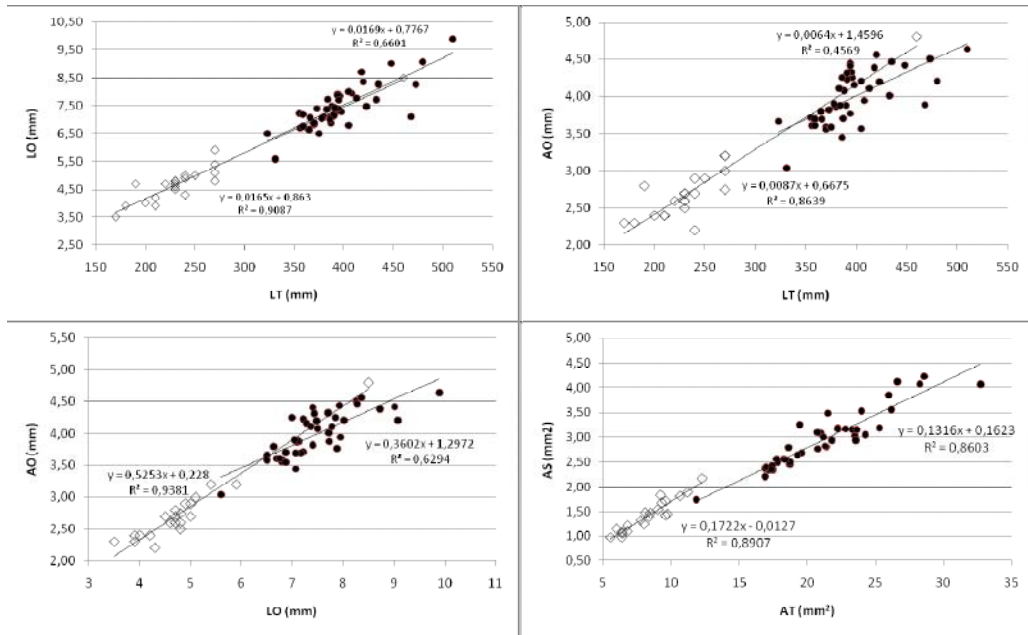 10,50
9,50
8,50
7,50
6,50
5,50
4,50
3,50
2,50
LO (mm)
y = 0,0169x + 0,7767
R² = 0,6601
y = 0,0165x + 0,863
R² = 0,9087
150 200 250 300 350 400 450 500 550
LT (mm)
5,00
4,50
4,00
3,50
3,00
2,50
2,00
AO (mm)
y = 0,0064x + 1,4596
R² = 0,4569
y = 0,0087x + 0,6675
R² = 0,8639
150 200 250 300 350 400 450 500 550
LT (mm)
5,50
5,00
4,50
4,00
3,50
3,00
2,50
2,00
AO (mm)
y = 0,5253x + 0,228
R² = 0,9381
y = 0,3602x + 1,2972
R² = 0,6294
3 4 5 6 7 8 9 10 11
LO (mm)
5,00
4,50
4,00
3,50
3,00
2,50
2,00
1,50
1,00
0,50
AS (mm2)
y = 0,1316x + 0,1623
R² = 0,8603
y = 0,1722x - 0,0127
R² = 0,8907
5 10 15 20 25 30 35
AT (mm²)